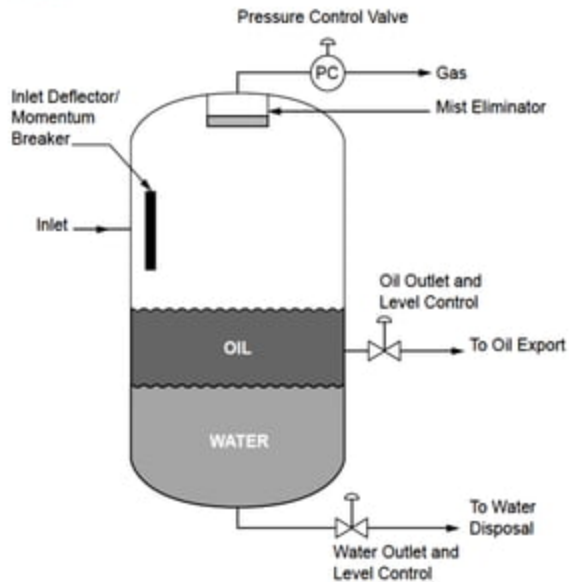 Pressure Control Valve
PC
Gas
Inlet Deflector/
Momentum
Breaker
Mist Eliminator
Inlet
Oil Outlet and
Level Control
OIL
To Oil Export
WATER
To Water
Disposal
Water Outlet and
Level Control